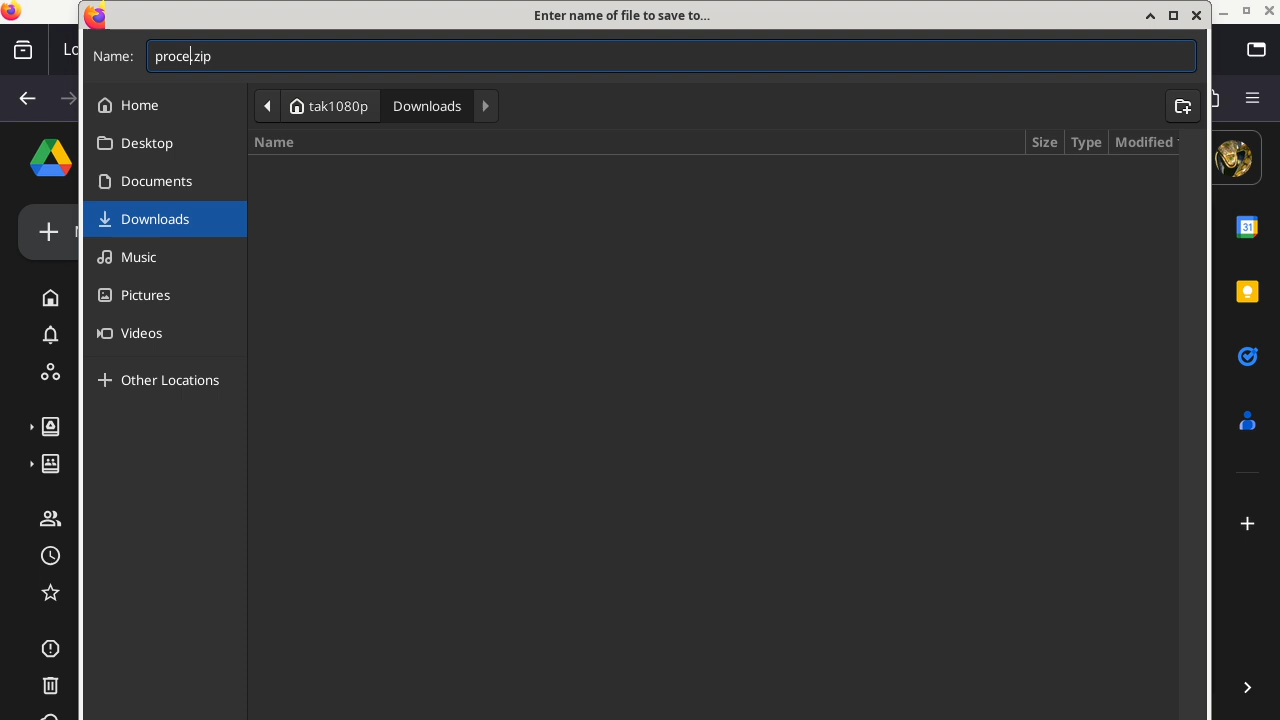 Enter name of file to save to...
Name: proce.zip
Home
tak1080p Downloads
Name Size Type Modified
Desktop
Documents
Downloads
Music
Pictures
Videos
Other Locations
31